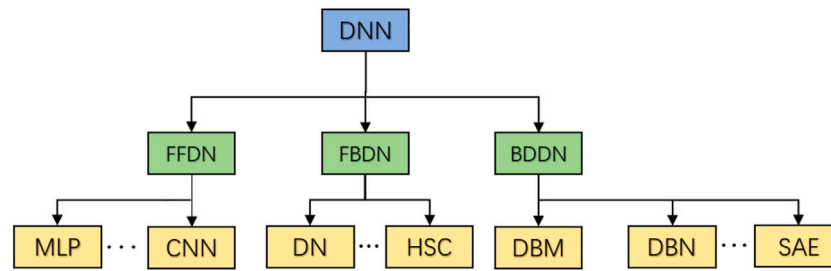 DNN
FFDN FBDN BDDN
MLP ··· CNN DN ··· HSC DBM DBN ··· SAE